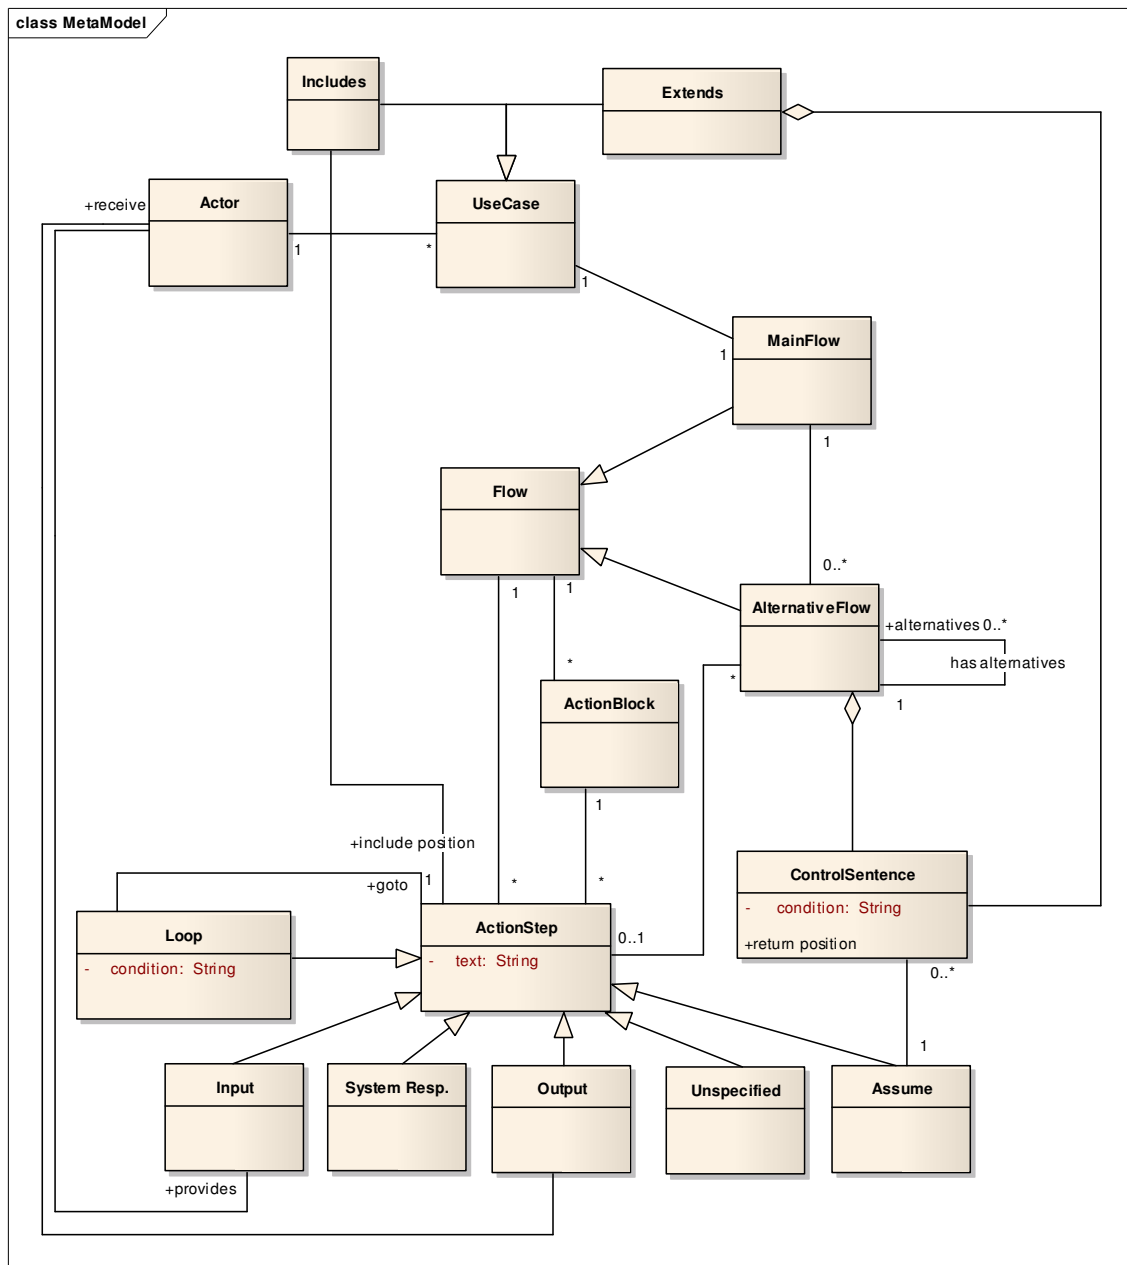 class MetaModel
Includes
Extends
+receive
Actor
UseCase
1
*
1
MainFlow
1
1
Flow
0..*
1
1
AlternativeFlow
+alternatives 0..*
has alternatives
*
*
1
ActionBlock
1
+include position
ControlSentence
+goto
1
*
*
- condition: String
ActionStep
Loop
0..1
+return position
- text: String
- condition: String
0..*
1
Input
System Resp.
Output
Unspecified
Assume
+provides